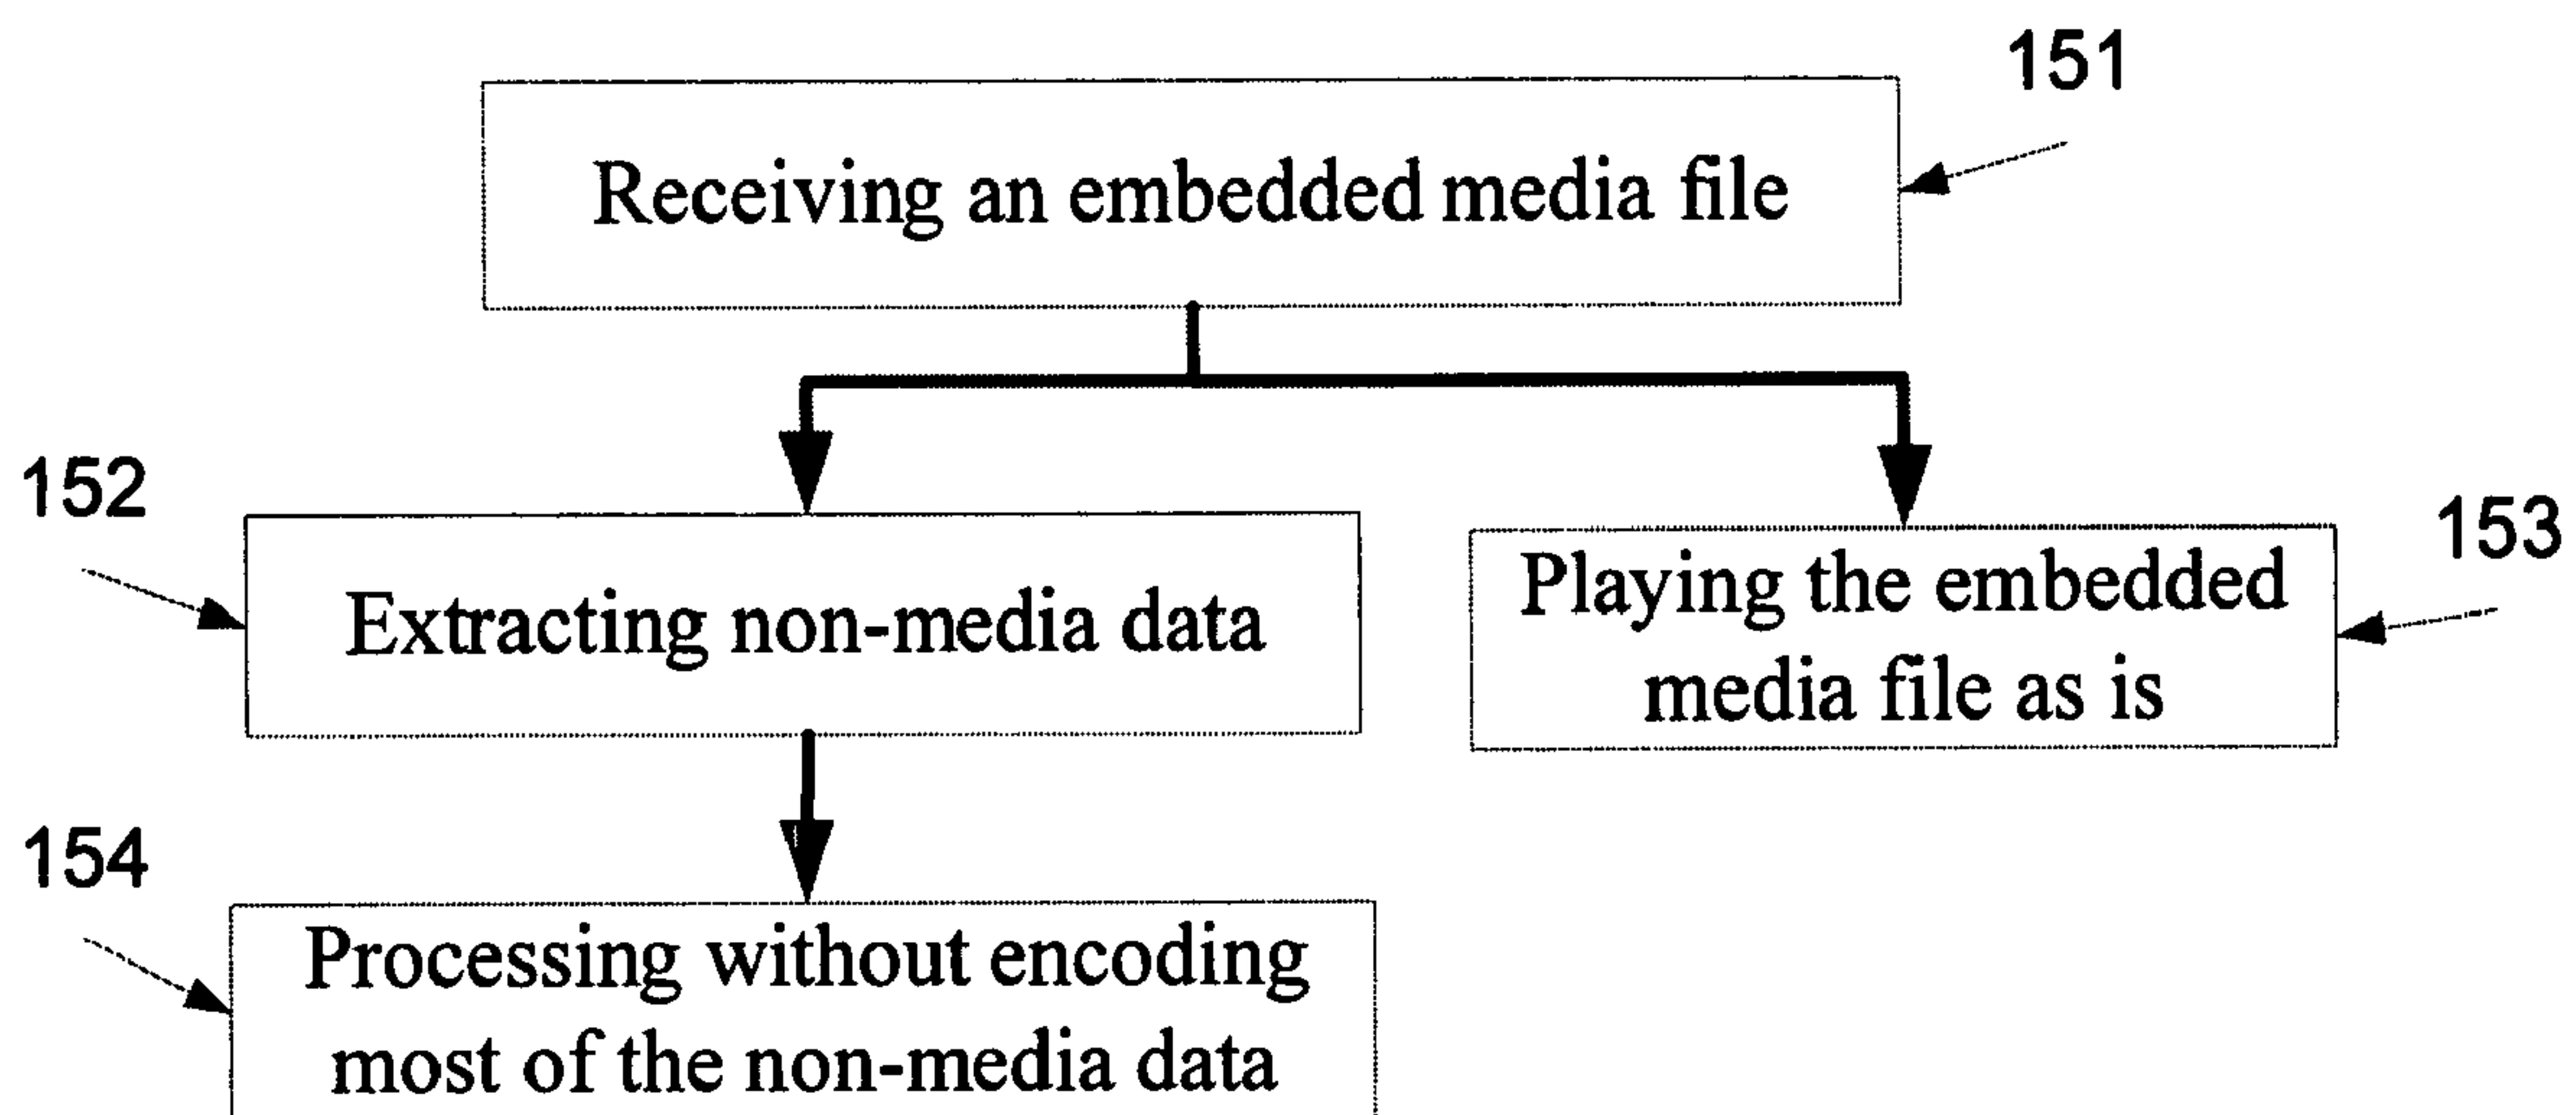 151
Receiving an embedded media file
152
153
Extracting non-media data
Playing the embedded
media file as is
154
Processing without encoding
most of the non-media data